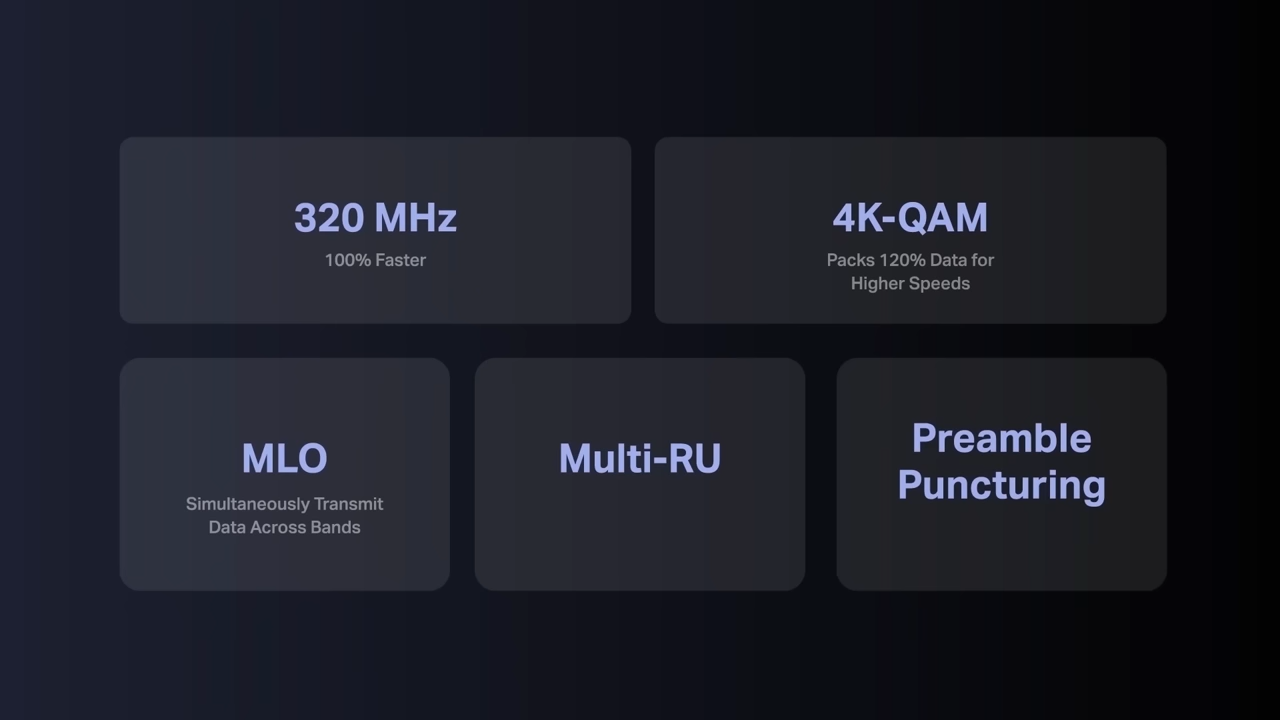 320 MHz
100% Faster
4K-QAM
Packs 120% Data for
Higher Speeds
MLO
Simultaneously Transmit
Data Across Bands
Multi-RU
Preamble
Puncturing